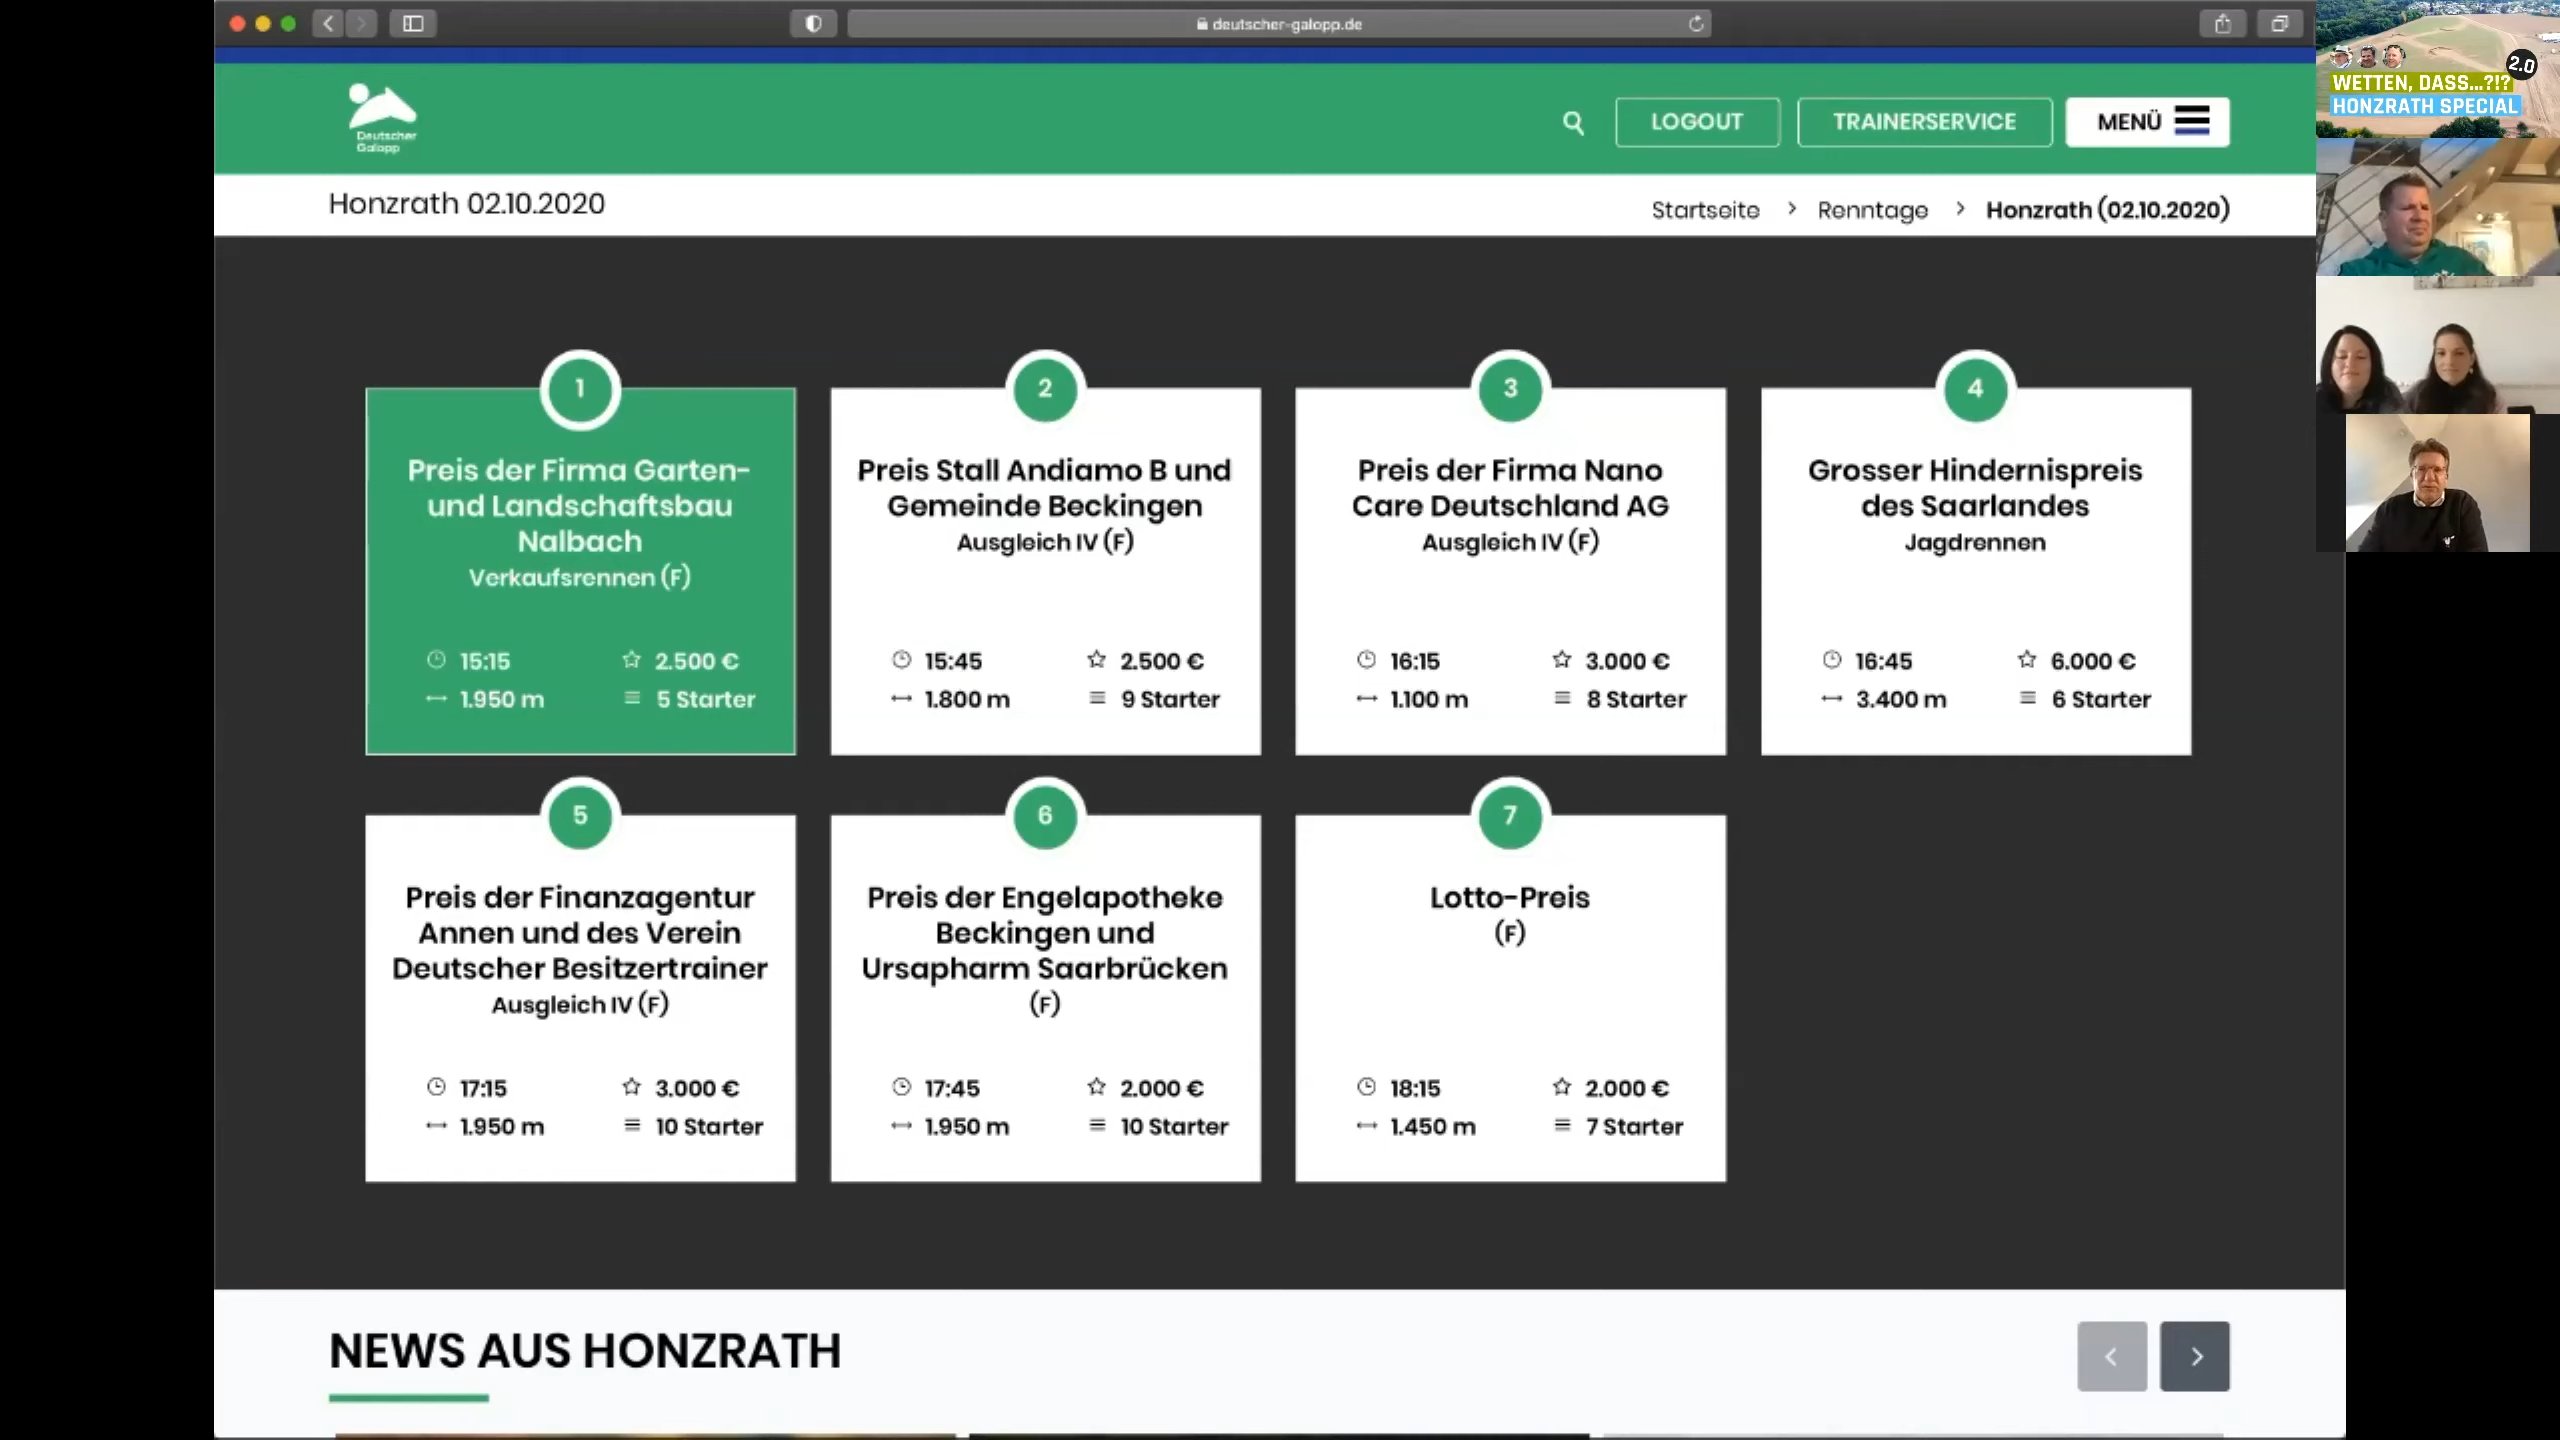 deutscher-galopp.de
2.0
WETTEN, DASS...?!?
HONZRATH SPECIAL
Deutscher
Galopp
LOGOUT
TRAINERSERVICE
MENÜ
Honzrath 02.10.2020
Startseite > Renntage > Honzrath (02.10.2020)
1
Preis der Firma Garten-
und Landschaftsbau
Nalbach
Verkaufsrennen (F)
15:15 2.500 €
1.950 m 5 Starter
2
Preis Stall Andiamo B und
Gemeinde Beckingen
Ausgleich IV (F)
15:45 2.500 €
1.800 m 9 Starter
3
Preis der Firma Nano
Care Deutschland AG
Ausgleich IV (F)
16:15 3.000 €
1.100 m 8 Starter
4
Grosser Hindernispreis
des Saarlandes
Jagdrennen
16:45 6.000 €
3.400 m 6 Starter
5
Preis der Finanzagentur
Annen und des Verein
Deutscher Besitzertrainer
Ausgleich IV (F)
17:15 3.000 €
1.950 m 10 Starter
6
Preis der Engelapotheke
Beckingen und
Ursapharm Saarbrücken
(F)
17:45 2.000 €
1.950 m 10 Starter
7
Lotto-Preis
(F)
18:15 2.000 €
1.450 m 7 Starter
NEWS AUS HONZRATH